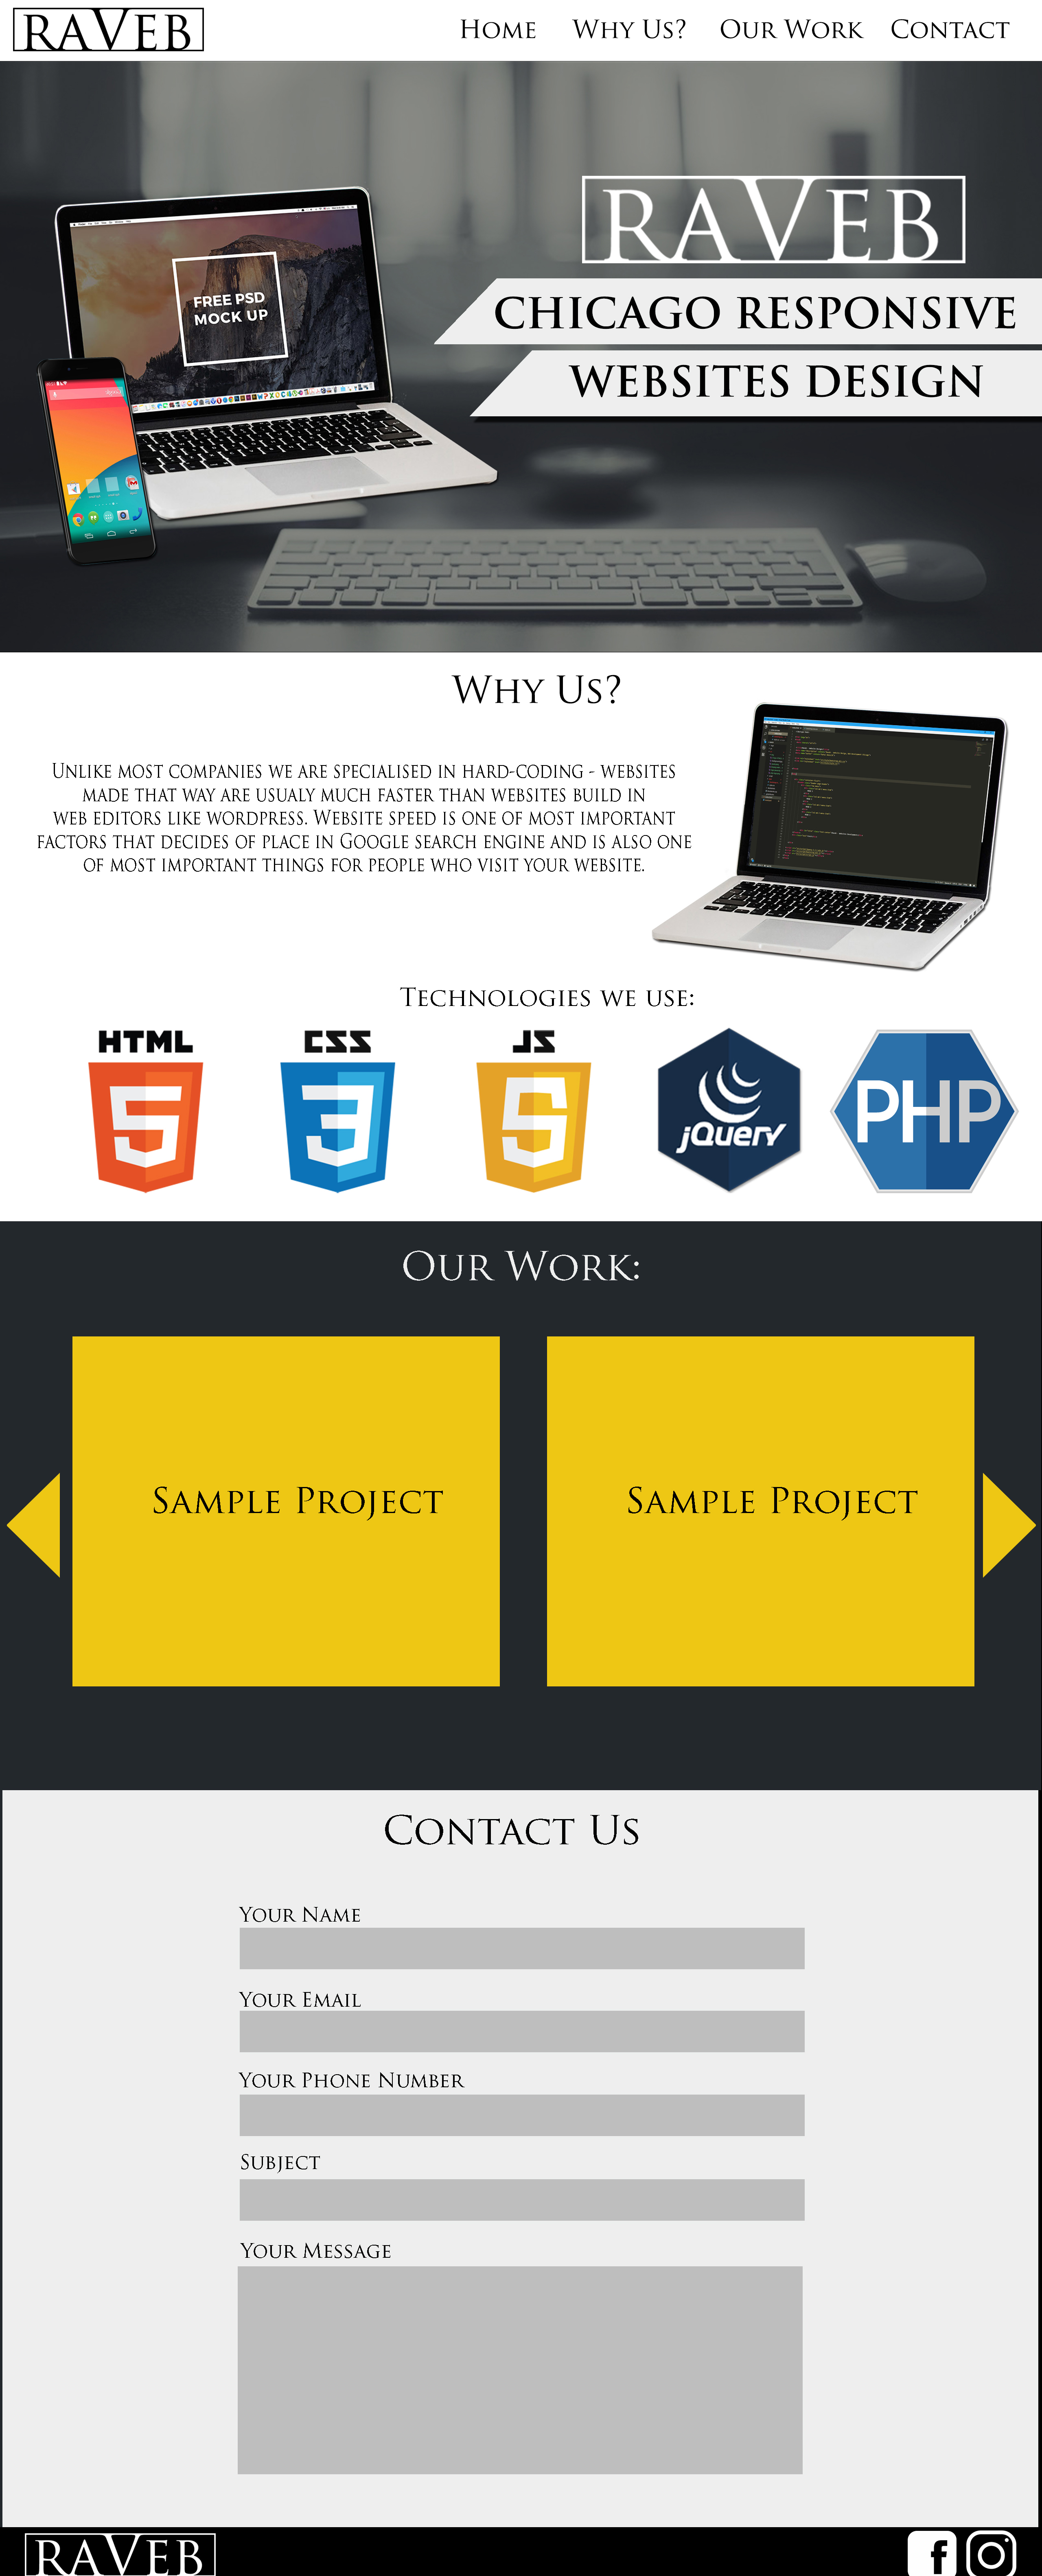 RAVEB
Home Why Us? Our Work Contact
RAVEB
CHICAGO RESPONSIVE
WEBSITES DESIGN
FREE PSD
MOCK UP
Why Us?
Unlike most companies we are specialised in hard-coding - websites
made that way are usualy much faster than websites build in
web editors like wordpress. Website speed is one of most important
factors that decides of place in Google search engine and is also one
of most important things for people who visit your website.
Technologies we use:
HTML CSS JS
5 3 5 jQuery PHP
Our Work:
Sample Project Sample Project
Contact Us
Your Name
Your Email
Your Phone Number
Subject
Your Message
RAVEB
f